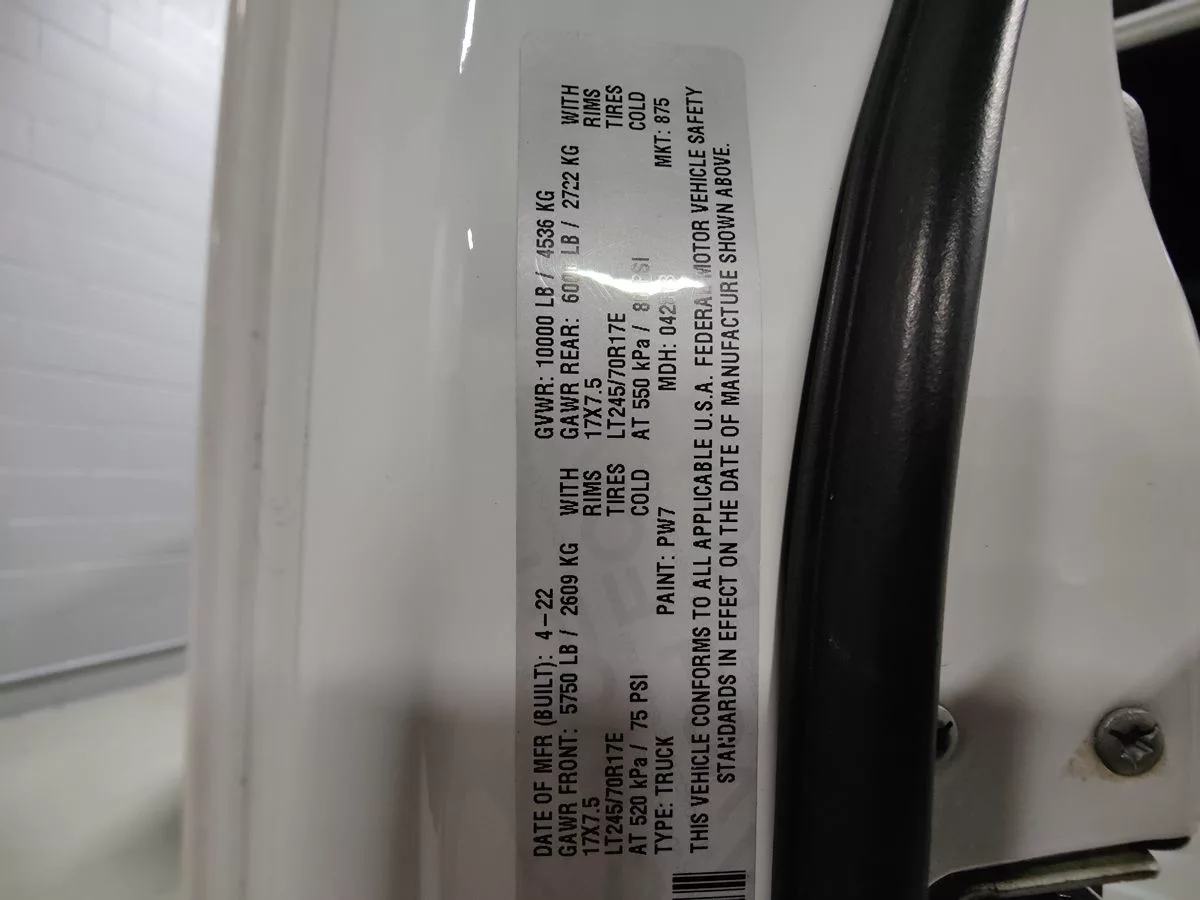 DATE OF MFR (BUILT): 4-22 GVWR: 10000 LB / 4536 KG
GAWR FRONT: 5750 LB / 2609 KG WITH GAWR REAR: LB / 2722 KG WITH
17X7.5 RIMS 17X7.5 RIMS
LT245/70R17E TIRES LT245/70R17E TIRES
AT 520 kPa / 75 PSI COLD AT 550 kPa / COLD
TYPE: TRUCK PAINT: PW7 MDH: MKT: 875
THIS VEHICLE CONFORMS TO ALL APPLICABLE U.S.A. FEDERAL MOTOR VEHICLE SAFETY
STANDARDS IN EFFECT ON THE DATE OF MANUFACTURE SHOWN ABOVE.